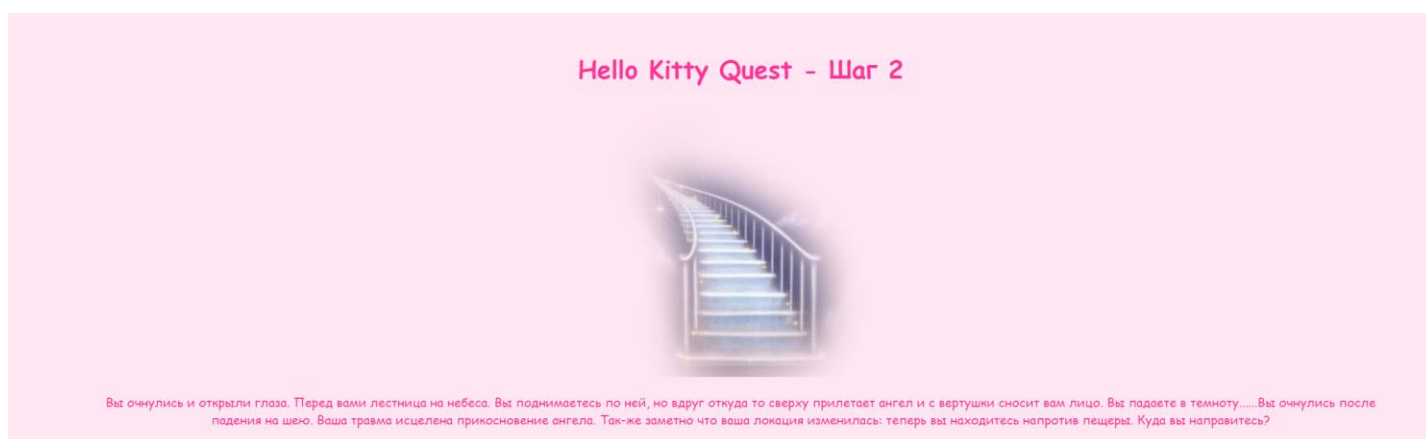 Hello Kitty Quest - Шаг 2
Вы очнулись и открыли глаза. Перед вами лестница на небеса. Вы поднимаетесь по ней, но вдруг откуда то сверху прилетает ангел и с вертушки сносит вам лицо. Вы падаете в темноту......Вы очнулись после
падения на шею. Ваша травма исцелена прикосновение ангела. Так-же заметно что ваша локация изменилась: теперь вы находитесь напротив пещеры. Куда вы направитесь?